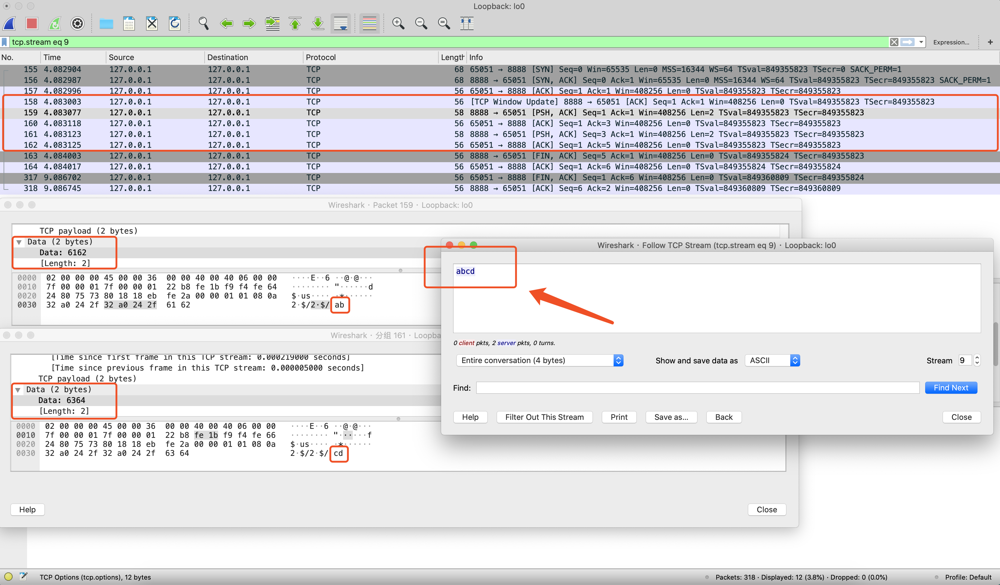 Loopback: lo0
tcp.stream eq 9
Expression... +
No. Time Source Destination Protocol Length Info
155 4.082904 127.0.0.1 127.0.0.1 TCP 68 65051 → 8888 [SYN] Seq=0 Win=65535 Len=0 MSS=16344 WS=64 TSval=849355823 TSecr=0 SACK_PERM=1
156 4.082987 127.0.0.1 127.0.0.1 TCP 68 8888 → 65051 [SYN, ACK] Seq=0 Ack=1 Win=65535 Len=0 MSS=16344 WS=64 TSval=849355823 TSecr=849355823 SACK_PERM=1
157 4.082996 127.0.0.1 127.0.0.1 TCP 56 65051 → 8888 [ACK] Seq=1 Ack=1 Win=408256 Len=0 TSval=849355823 TSecr=849355823
158 4.083003 127.0.0.1 127.0.0.1 TCP 56 [TCP Window Update] 8888 → 65051 [ACK] Seq=1 Ack=1 Win=408256 Len=0 TSval=849355823 TSecr=849355823
159 4.083077 127.0.0.1 127.0.0.1 TCP 58 8888 → 65051 [PSH, ACK] Seq=1 Ack=1 Win=408256 Len=2 TSval=849355823 TSecr=849355823
160 4.083118 127.0.0.1 127.0.0.1 TCP 56 65051 → 8888 [ACK] Seq=1 Ack=3 Win=408256 Len=0 TSval=849355823 TSecr=849355823
161 4.083123 127.0.0.1 127.0.0.1 TCP 58 8888 → 65051 [PSH, ACK] Seq=3 Ack=1 Win=408256 Len=2 TSval=849355823 TSecr=849355823
162 4.083125 127.0.0.1 127.0.0.1 TCP 56 65051 → 8888 [ACK] Seq=1 Ack=5 Win=408256 Len=0 TSval=849355823 TSecr=849355823
163 4.084003 127.0.0.1 127.0.0.1 TCP 56 8888 → 65051 [FIN, ACK] Seq=5 Ack=1 Win=408256 Len=0 TSval=849355824 TSecr=849355823
164 4.084017 127.0.0.1 127.0.0.1 TCP 56 65051 → 8888 [ACK] Seq=1 Ack=6 Win=408256 Len=0 TSval=849355824 TSecr=849355824
317 9.086702 127.0.0.1 127.0.0.1 TCP 56 65051 → 8888 [FIN, ACK] Seq=1 Ack=6 Win=408256 Len=0 TSval=849360809 TSecr=849355824
318 9.086745 127.0.0.1 127.0.0.1 TCP 56 8888 → 65051 [ACK] Seq=6 Ack=2 Win=408256 Len=0 TSval=849360809 TSecr=849360809
Wireshark · Packet 159 · Loopback: lo0
TCP payload (2 bytes)
Data (2 bytes)
Data: 6162
[Length: 2]
0000 02 00 00 00 45 00 00 36 00 00 40 00 40 06 00 00 ····E··6 ··@·@···
0010 7f 00 00 01 7f 00 00 01 22 b8 fe 1b f9 f4 fe 64 ········ "······d
0020 24 80 75 73 80 18 18 eb fe 2a 00 00 01 01 08 0a $·us···· ·*······
0030 32 a0 24 2f 32 a0 24 2f 61 62 2·$/2·$/ ab
Wireshark · 分组 161 · Loopba
[Time since first frame in this TCP stream: 0.000219000 seconds]
[Time since previous frame in this TCP stream: 0.000005000 seconds]
TCP payload (2 bytes)
Data (2 bytes)
Data: 6364
[Length: 2]
0000 02 00 00 00 45 00 00 36 00 00 40 00 40 06 00 00 ····E··6 ··@·@···
0010 7f 00 00 01 7f 00 00 01 22 b8 fe 1b f9 f4 fe 66 ········ "······f
0020 24 80 75 73 80 18 18 eb fe 2a 00 00 01 01 08 0a $·us···· ·*······
0030 32 a0 24 2f 32 a0 24 2f 63 64 2·$/2·$/ cd
Help Close
Wireshark · Follow TCP Stream (tcp.stream eq 9) · Loopback: lo0
abcd
0 client pkts, 2 server pkts, 0 turns.
Entire conversation (4 bytes) Show and save data as ASCII Stream 9
Find: Find Next
Help Filter Out This Stream Print Save as... Back Close
TCP Options (tcp.options), 12 bytes Packets: 318 · Displayed: 12 (3.8%) · Dropped: 0 (0.0%) Profile: Default